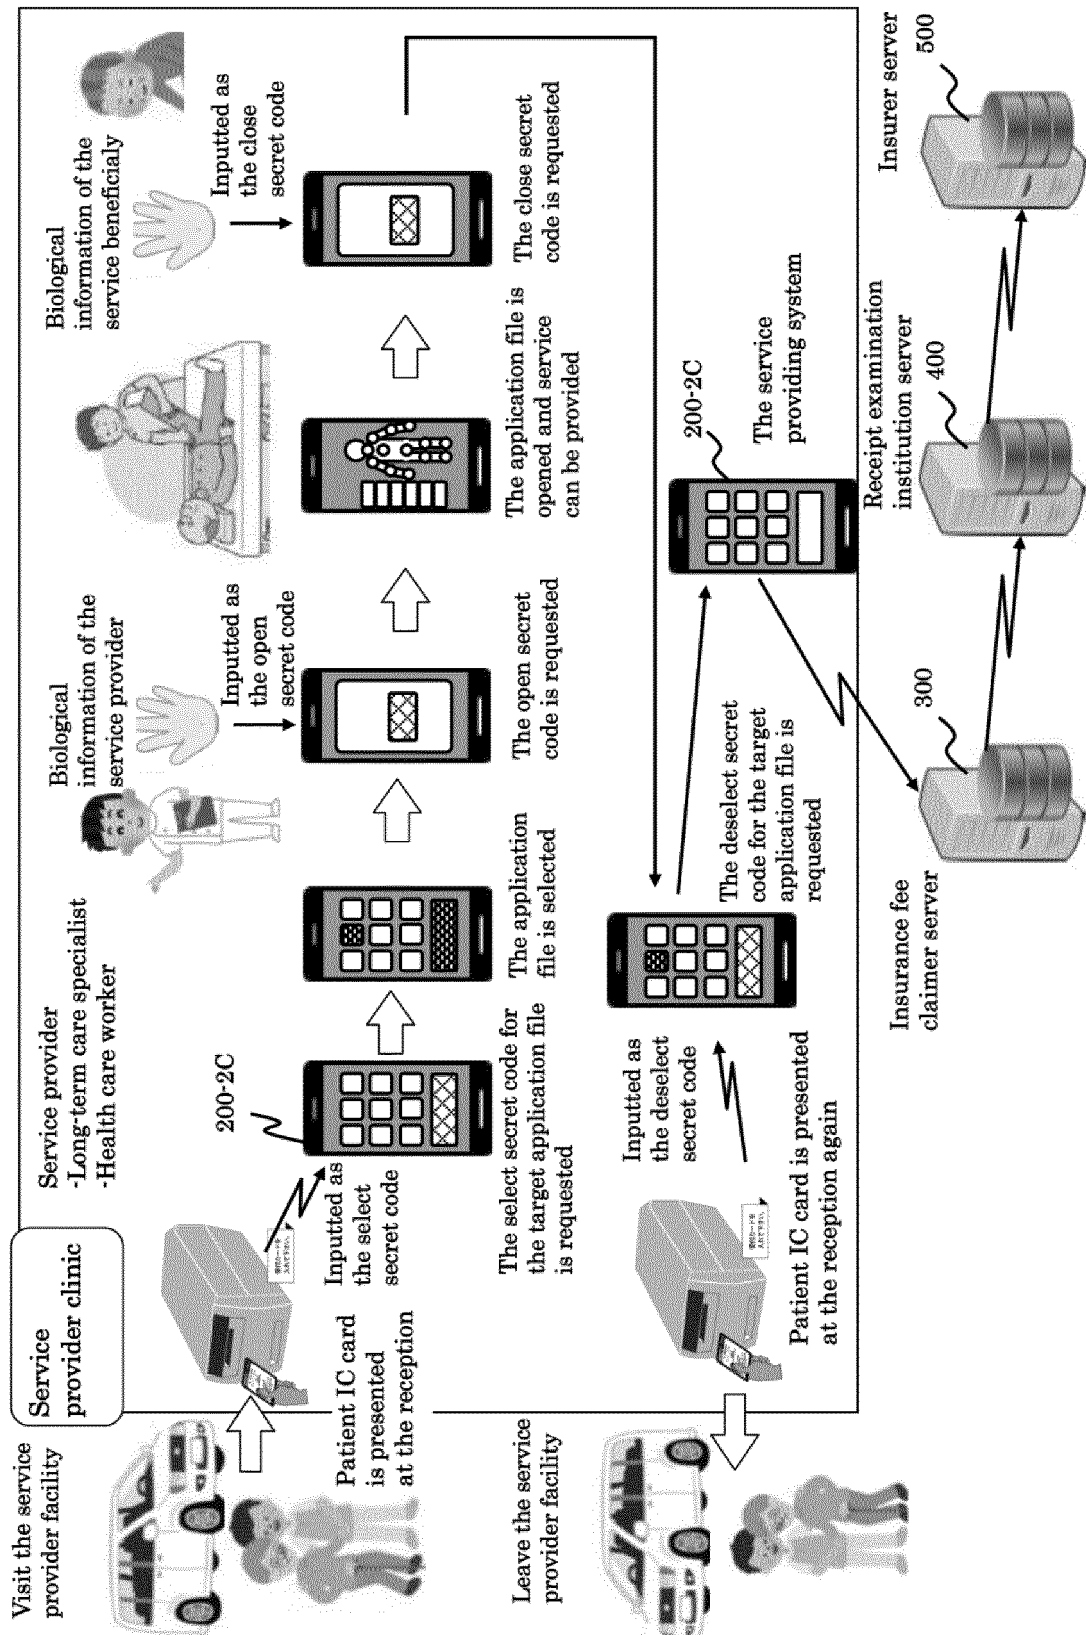 Visit the service
provider facility
Service
provider clinic
Patient IC card
is presented
at the reception
Inputted as
the select
secret code
200-2C
The select secret code for
the target application file
is requested
Service provider
-Long-term care specialist
-Health care worker
The application
file is selected
Biological
information of the
service provider
Inputted as
the open
secret code
The open secret
code is requested
The application file is
opened and service
can be provided
Biological
information of the
service beneficialy
Inputted as
the close
secret code
The close secret
code is requested
Leave the service
provider facility
Patient IC card is presented
at the reception again
Inputted as
the deselect
secret code
The deselect secret
code for the target
application file is
requested
200-2C
The service
providing system
Insurance fee
claimer server
300
Receipt examination
institution server
400
Insurer server
500